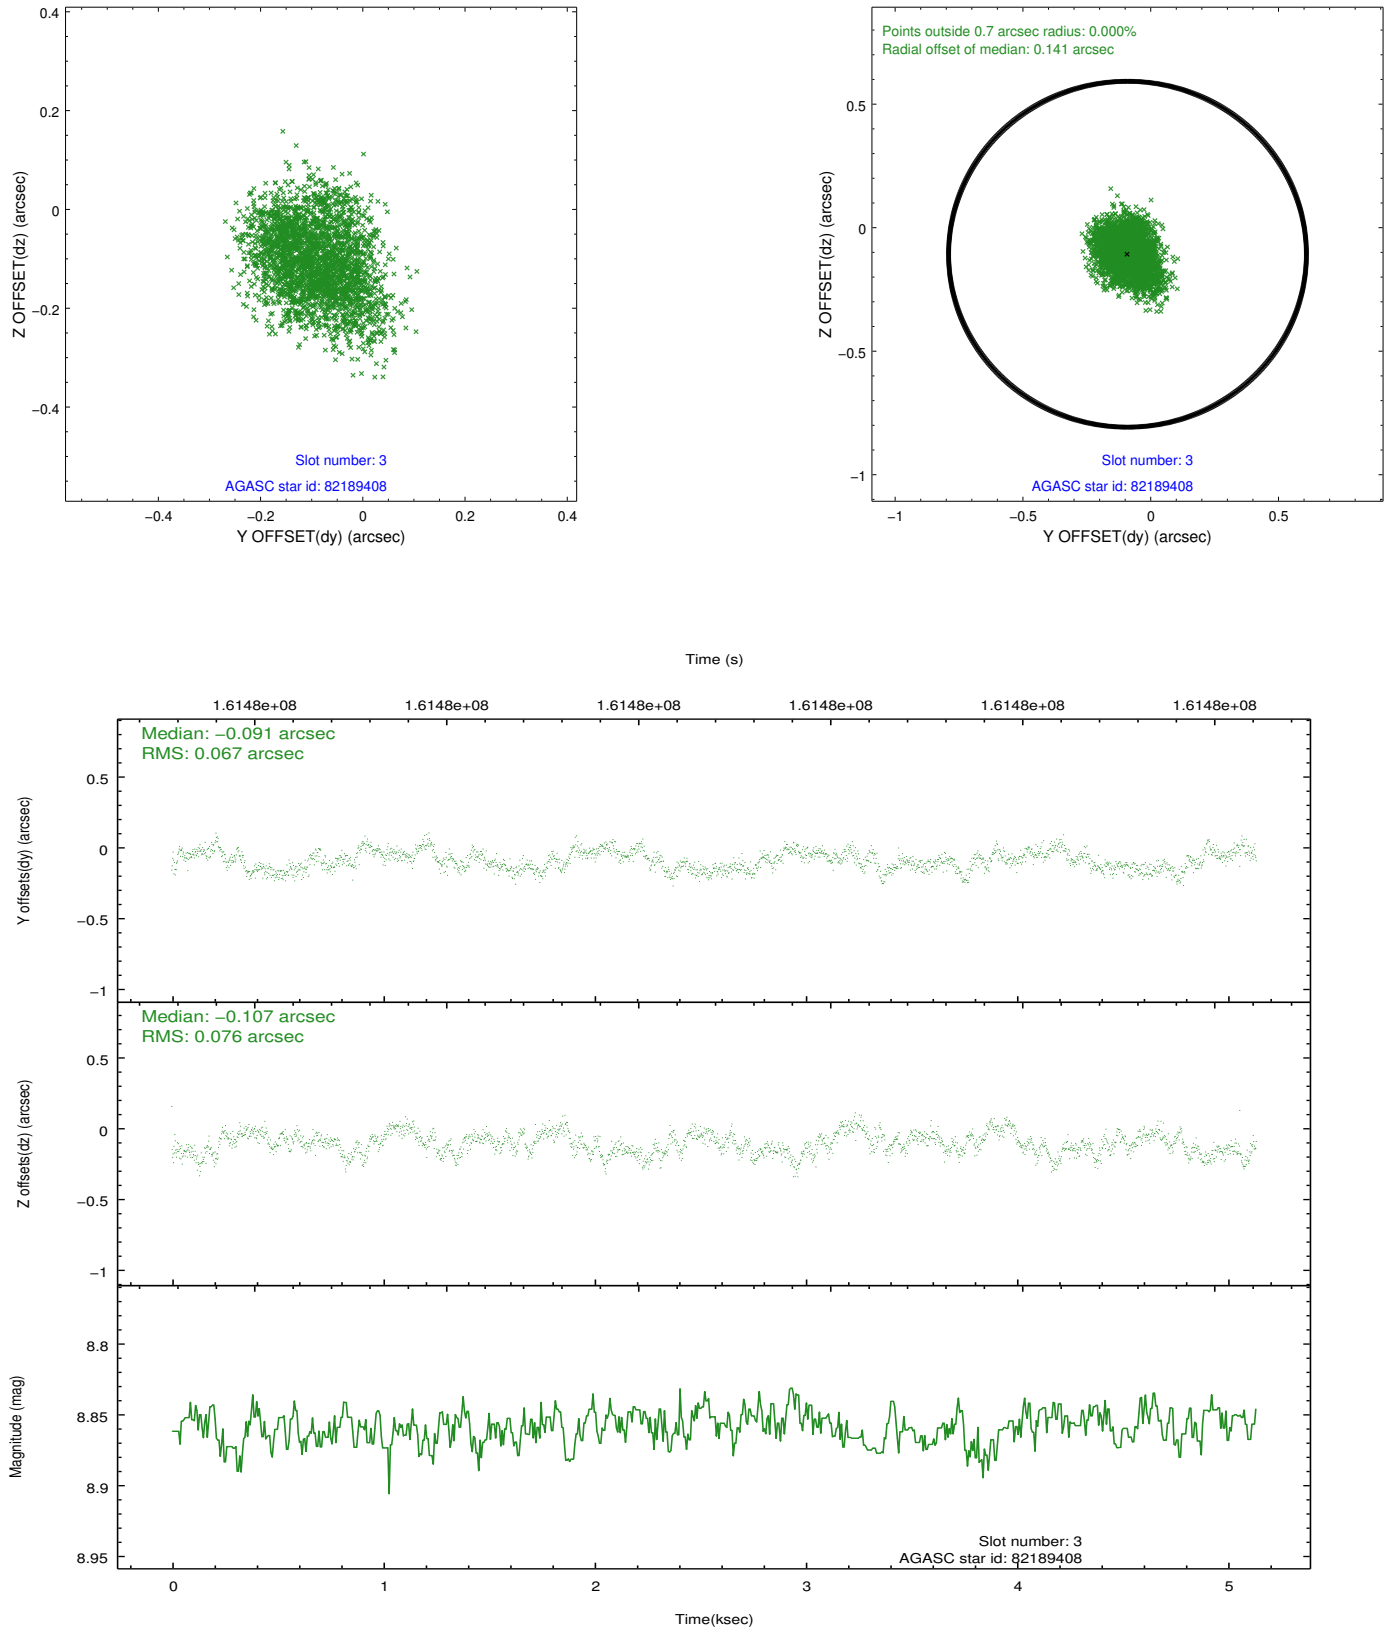 0.4
0.2
0
−0.2
−0.4
Z OFFSET(dz) (arcsec)
Slot number: 3
AGASC star id: 82189408
−0.4 −0.2 0 0.2 0.4
Y OFFSET(dy) (arcsec)
Points outside 0.7 arcsec radius: 0.000%
Radial offset of median: 0.141 arcsec
0.5
0
−0.5
−1
Z OFFSET(dz) (arcsec)
Slot number: 3
AGASC star id: 82189408
−1 −0.5 0 0.5
Y OFFSET(dy) (arcsec)
Time (s)
1.6148e+08 1.6148e+08 1.6148e+08 1.6148e+08 1.6148e+08 1.6148e+08
Median: −0.091 arcsec
RMS: 0.067 arcsec
0.5
0
−0.5
−1
Y offsets(dy) (arcsec)
Median: −0.107 arcsec
RMS: 0.076 arcsec
0.5
0
−0.5
−1
Z offsets(dz) (arcsec)
8.8
8.85
8.9
8.95
Magnitude (mag)
Slot number: 3
AGASC star id: 82189408
0 1 2 3 4 5
Time(ksec)